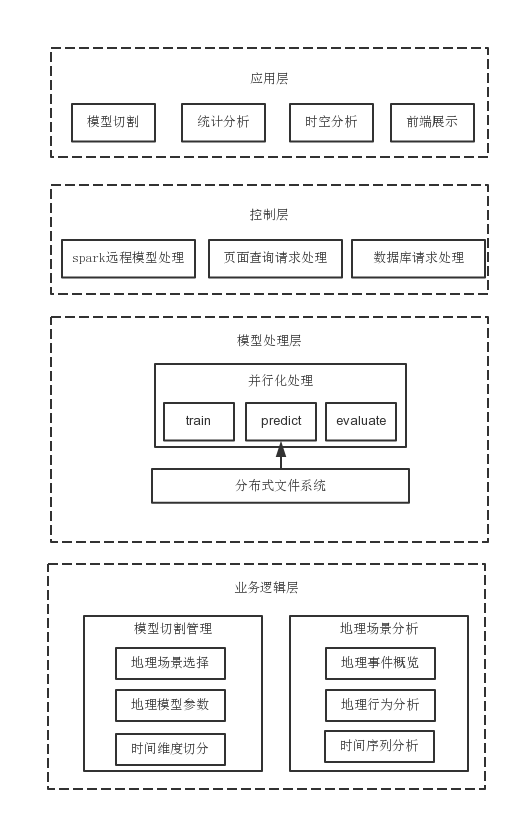 应用层
模型切割
统计分析
时空分析
前端展示
控制层
spark远程模型处理
页面查询请求处理
数据库请求处理
模型处理层
并行化处理
train
predict
evaluate
分布式文件系统
业务逻辑层
模型切割管理
地理场景选择
地理模型参数
时间维度切分
地理场景分析
地理事件概览
地理行为分析
时间序列分析